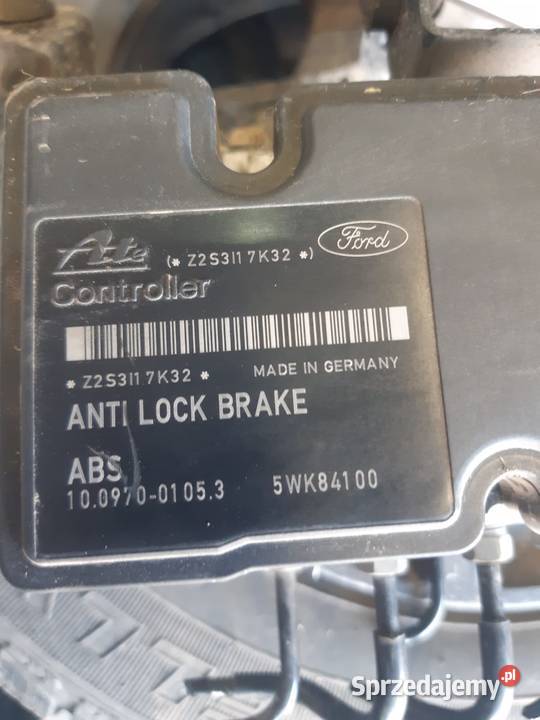 Ate (* Z2S3I17K32 *) Ford
Controller
* Z2S3I17K32 * MADE IN GERMANY
ANTI LOCK BRAKE
ABS
10.0970-0105.3 5WK84100
Sprzedajemy.pl